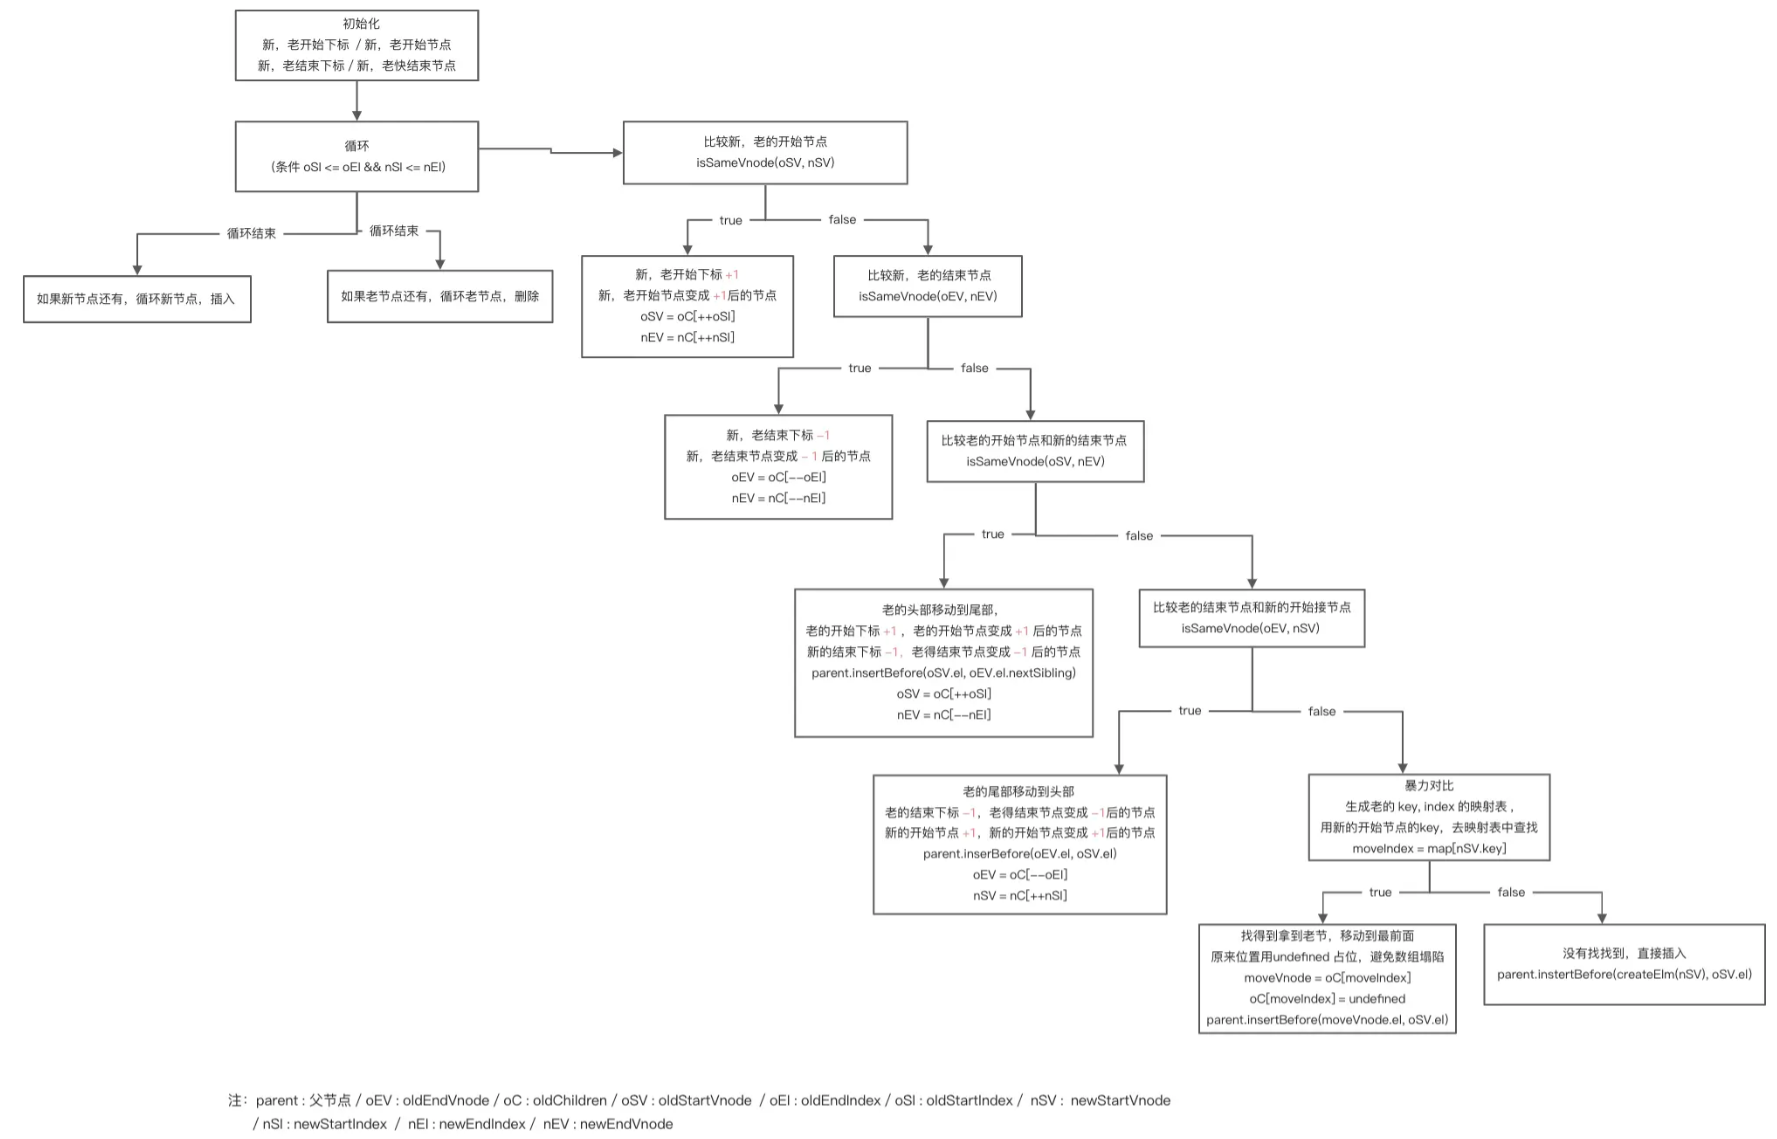 初始化
新，老开始下标 / 新，老开始节点
新，老结束下标 / 新，老快结束节点
循环
（条件 oSI <= oEI && nSI <= nEI）
比较新，老的开始节点
isSameVnode(oSV, nSV)
循环结束
循环结束
true
false
如果新节点还有，循环新节点，插入
如果老节点还有，循环老节点，删除
新，老开始下标 +1
新，老开始节点变成 +1后的节点
oSV = oC[++oSI]
nEV = nC[++nSI]
比较新，老的结束节点
isSameVnode(oEV, nEV)
true
false
新，老结束下标 -1
新，老结束节点变成 - 1 后的节点
oEV = oC[--oEI]
nEV = nC[--nEI]
比较老的开始节点和新的结束节点
isSameVnode(oSV, nEV)
true
false
老的头部移动到尾部，
老的开始下标 +1 ，老的开始节点变成 +1 后的节点
新的结束下标 -1，老得结束节点变成 -1 后的节点
parent.insertBefore(oSV.el, oEV.el.nextSibling)
oSV = oC[++oSI]
nEV = nC[--nEI]
比较老的结束节点和新的开始接节点
isSameVnode(oEV, nSV)
true
false
老的尾部移动到头部
老的结束下标 -1，老得结束节点变成 -1后的节点
新的开始节点 +1，新的开始节点变成 +1后的节点
parent.inserBefore(oEV.el, oSV.el)
oEV = oC[--oEI]
nSV = nC[++nSI]
暴力对比
生成老的 key, index 的映射表 ，
用新的开始节点的key，去映射表中查找
moveIndex = map[nSV.key]
true
false
找得到拿到老节，移动到最前面
原来位置用undefined 占位，避免数组塌陷
moveVnode = oC[moveIndex]
oC[moveIndex] = undefined
parent.insertBefore(moveVnode.el, oSV.el)
没有找找到，直接插入
parent.instertBefore(createElm(nSV), oSV.el)
注： parent : 父节点 / oEV : oldEndVnode / oC : oldChildren / oSV : oldStartVnode / oEI : oldEndIndex / oSI : oldStartIndex / nSV : newStartVnode
/ nSI : newStartIndex / nEI : newEndIndex / nEV : newEndVnode